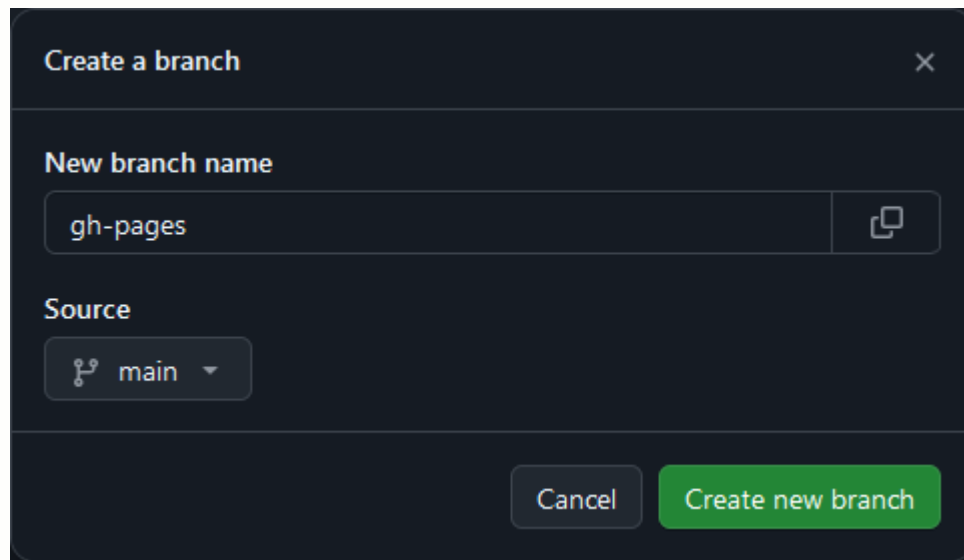 Create a branch
New branch name
gh-pages
Source
main
Cancel
Create new branch